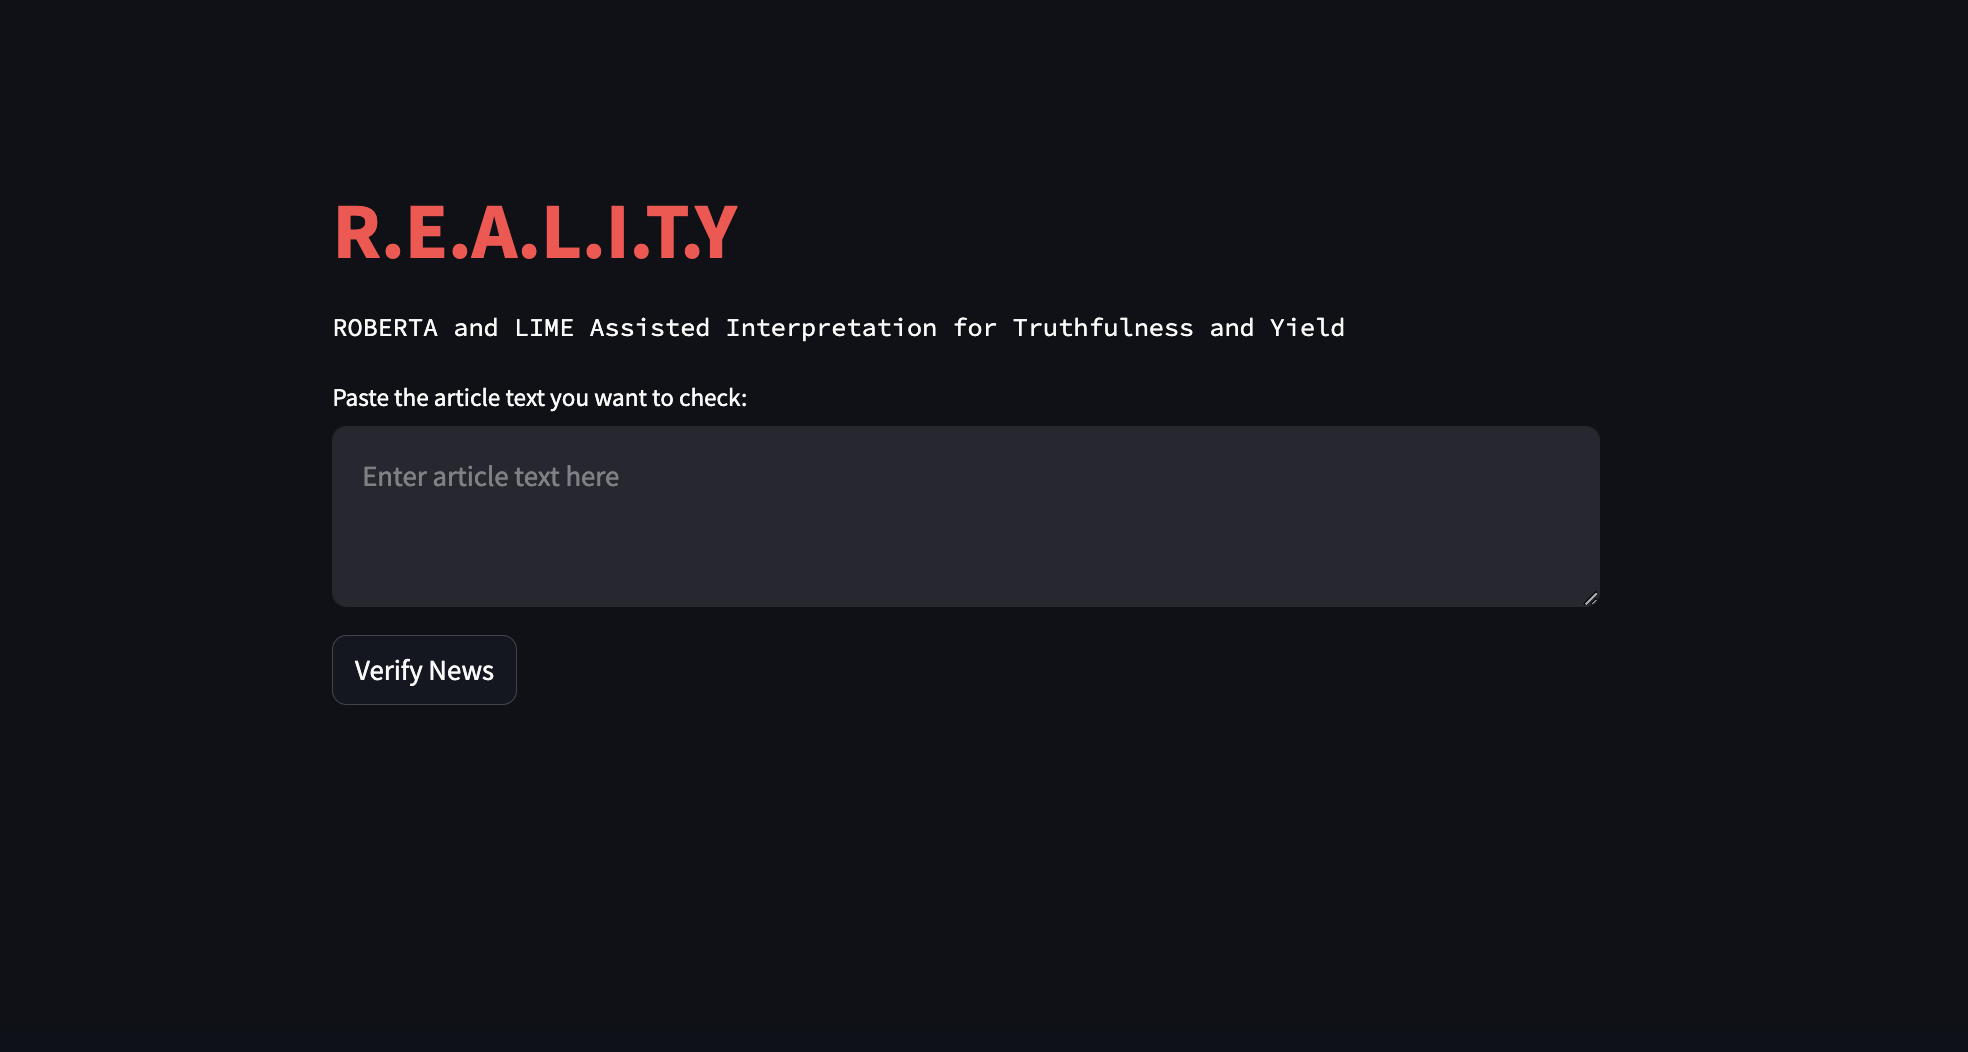 R.E.A.L.I.T.Y
ROBERTA and LIME Assisted Interpretation for Truthfulness and Yield
Paste the article text you want to check:
Enter article text here
Verify News